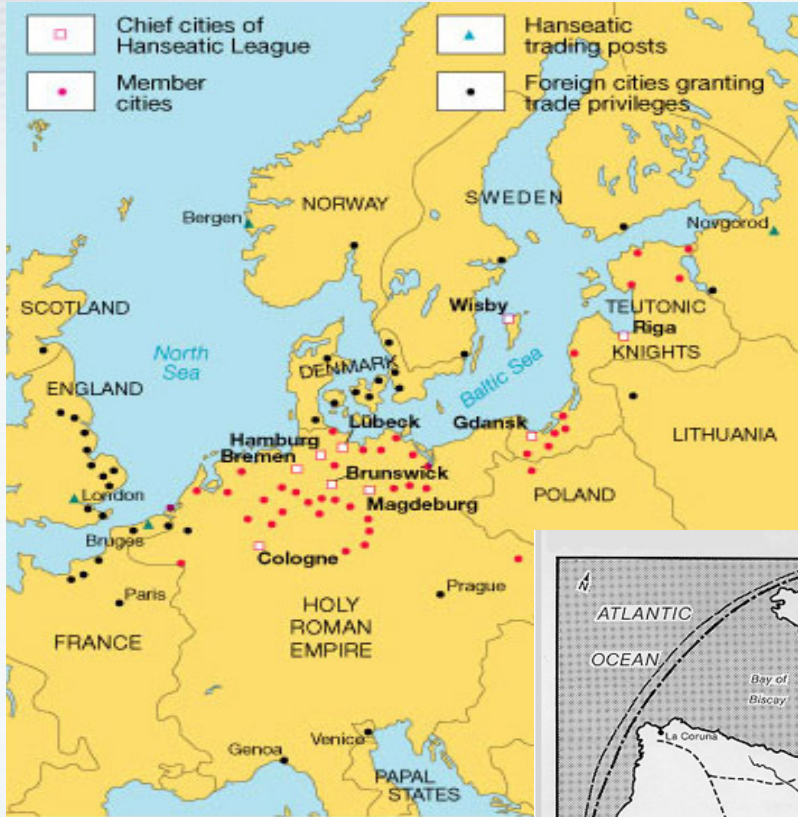 Chief cities of
Hanseatic League
Hanseatic
trading posts
Member
cities
Foreign cities granting
trade privileges
NORWAY
SWEDEN
Bergen
Novgorod
SCOTLAND
Wisby
TEUTONIC
Riga
KNIGHTS
North
Sea
DENMARK
Baltic Sea
ENGLAND
Lübeck
Gdansk
Hamburg
LITHUANIA
Bremen
Brunswick
London
Magdeburg
POLAND
Bruges
Cologne
Prague
Paris
HOLY
ROMAN
EMPIRE
FRANCE
Venice
Genoa
PAPAL
STATES
N
ATLANTIC
OCEAN
Bay of
Biscay
La Coruna